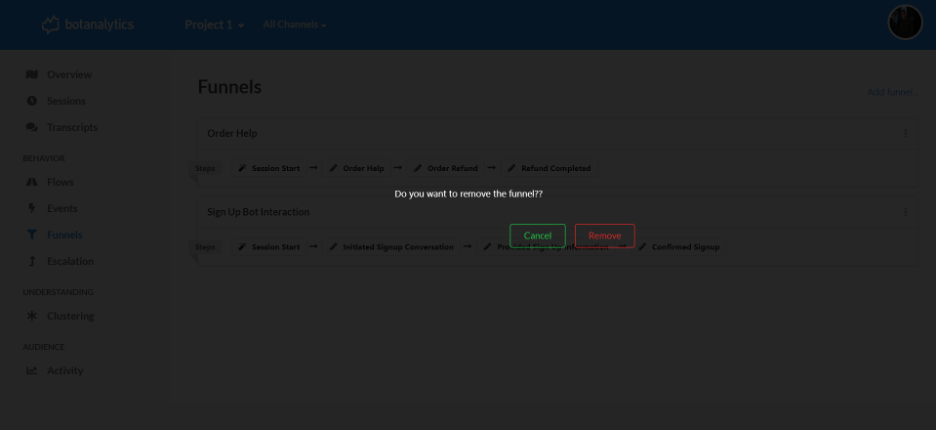 botanalytics
Project 1
All Channels
Overview
Sessions
Transcripts
BEHAVIOR
Flows
Events
Funnels
Escalation
UNDERSTANDING
Clustering
AUDIENCE
Activity
Funnels
Add funnel...
Order Help
Steps Session Start → Order Help → Order Refund → Refund Completed
Do you want to remove the funnel??
Cancel Remove
Sign Up Bot Interaction
Steps Session Start → Initiated Signup Conversation → Sign Up → Confirmed Signup